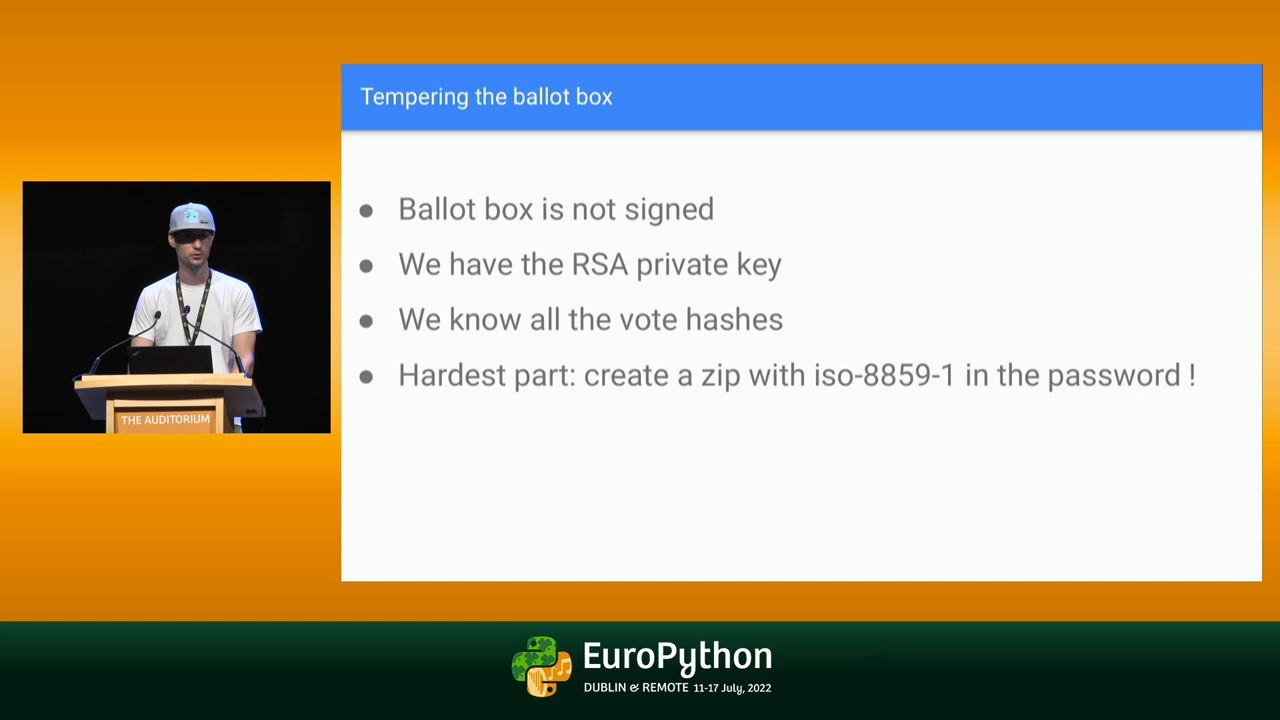 Tempering the ballot box
● Ballot box is not signed
● We have the RSA private key
● We know all the vote hashes
● Hardest part: create a zip with iso-8859-1 in the password !
THE AUDITORIUM
EuroPython
DUBLIN & REMOTE 11-17 July, 2022